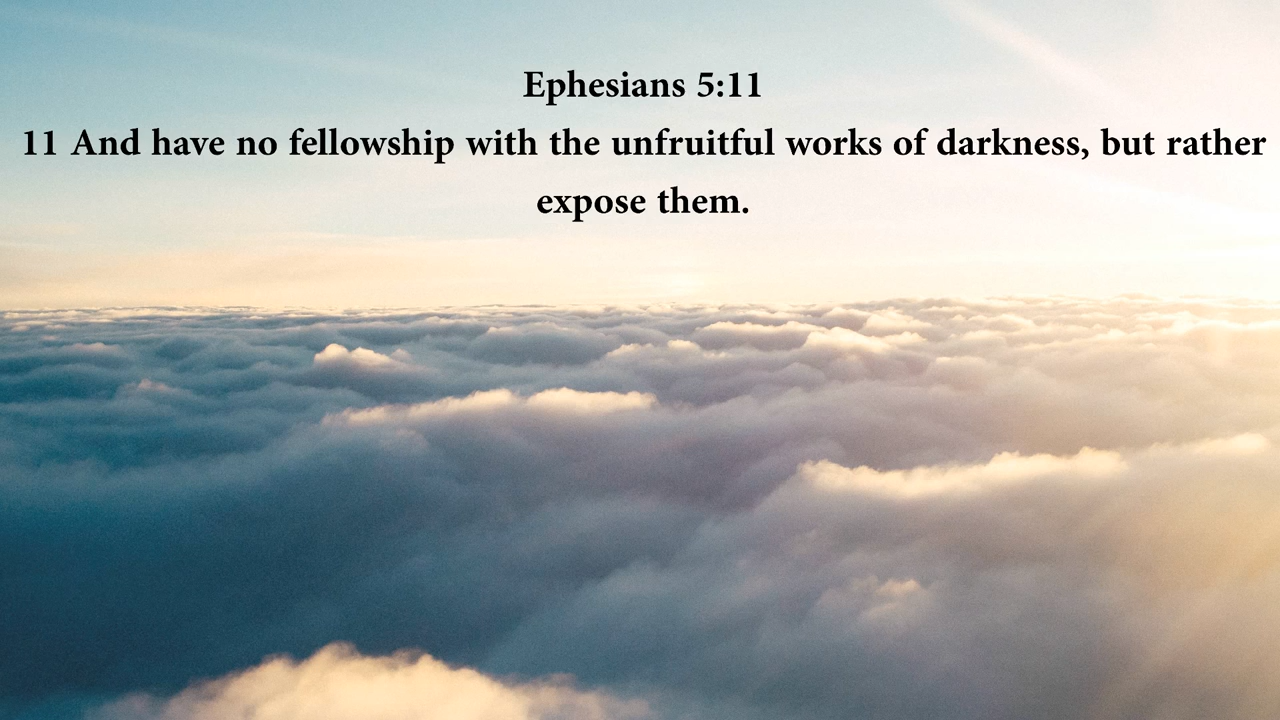 Ephesians 5:11
11 And have no fellowship with the unfruitful works of darkness, but rather
expose them.